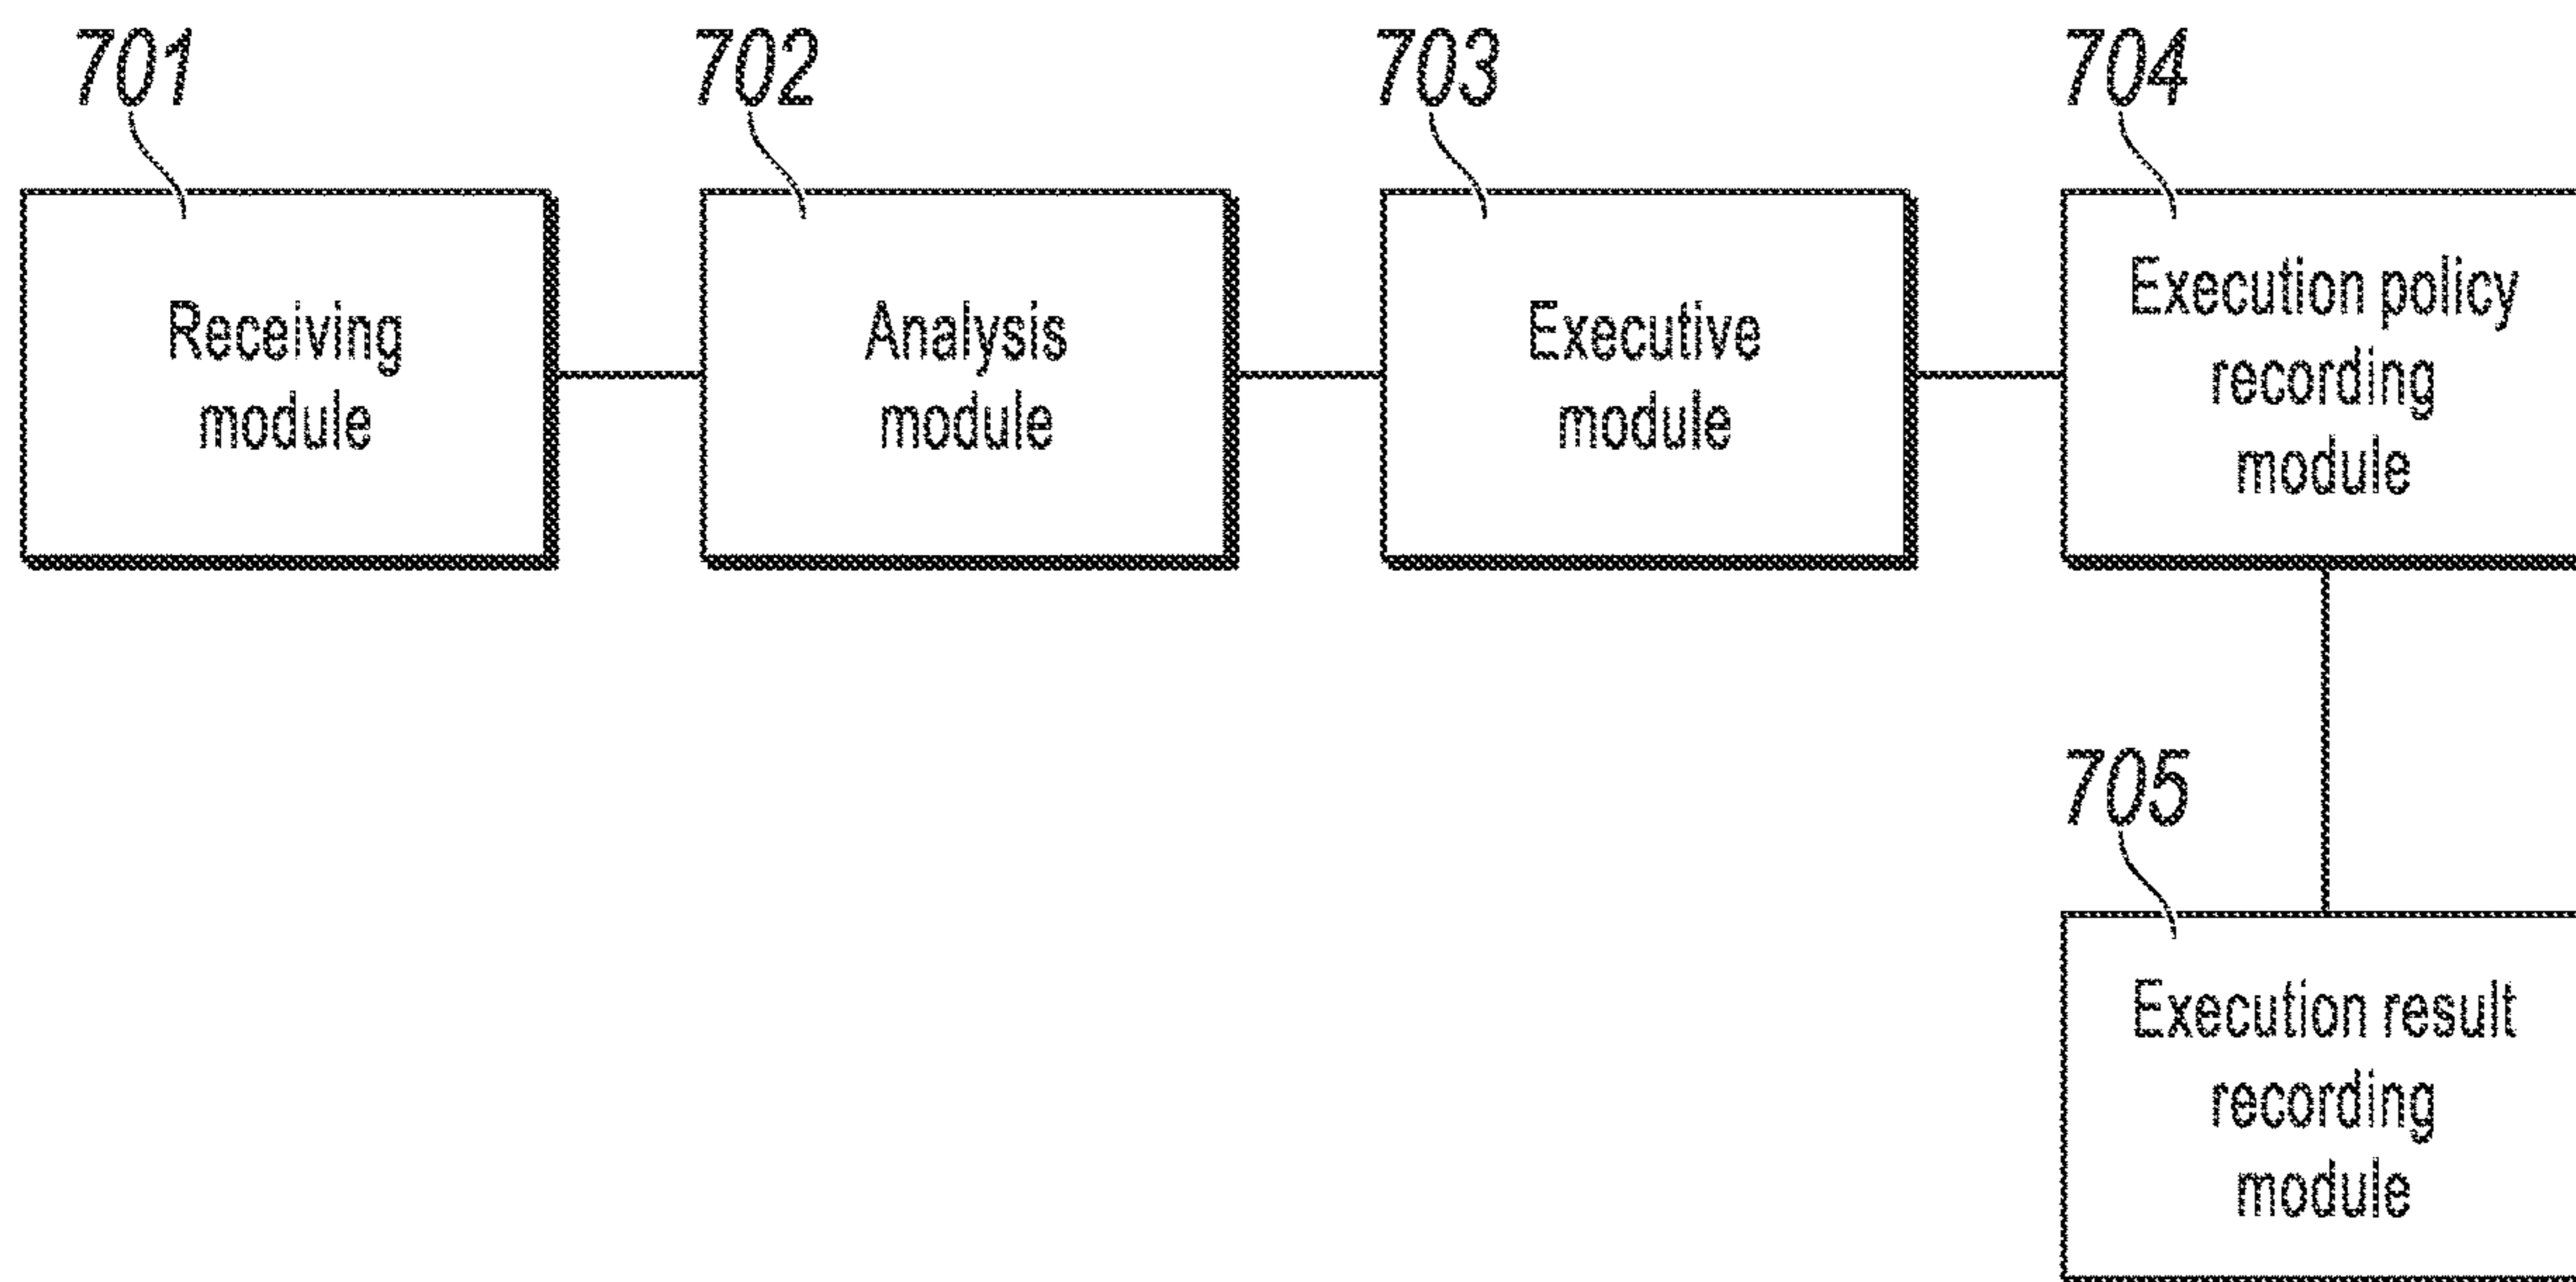 701
702
703
704
Receiving
module
Analysis
module
Executive
module
Execution policy
recording
module
705
Execution result
recording
module